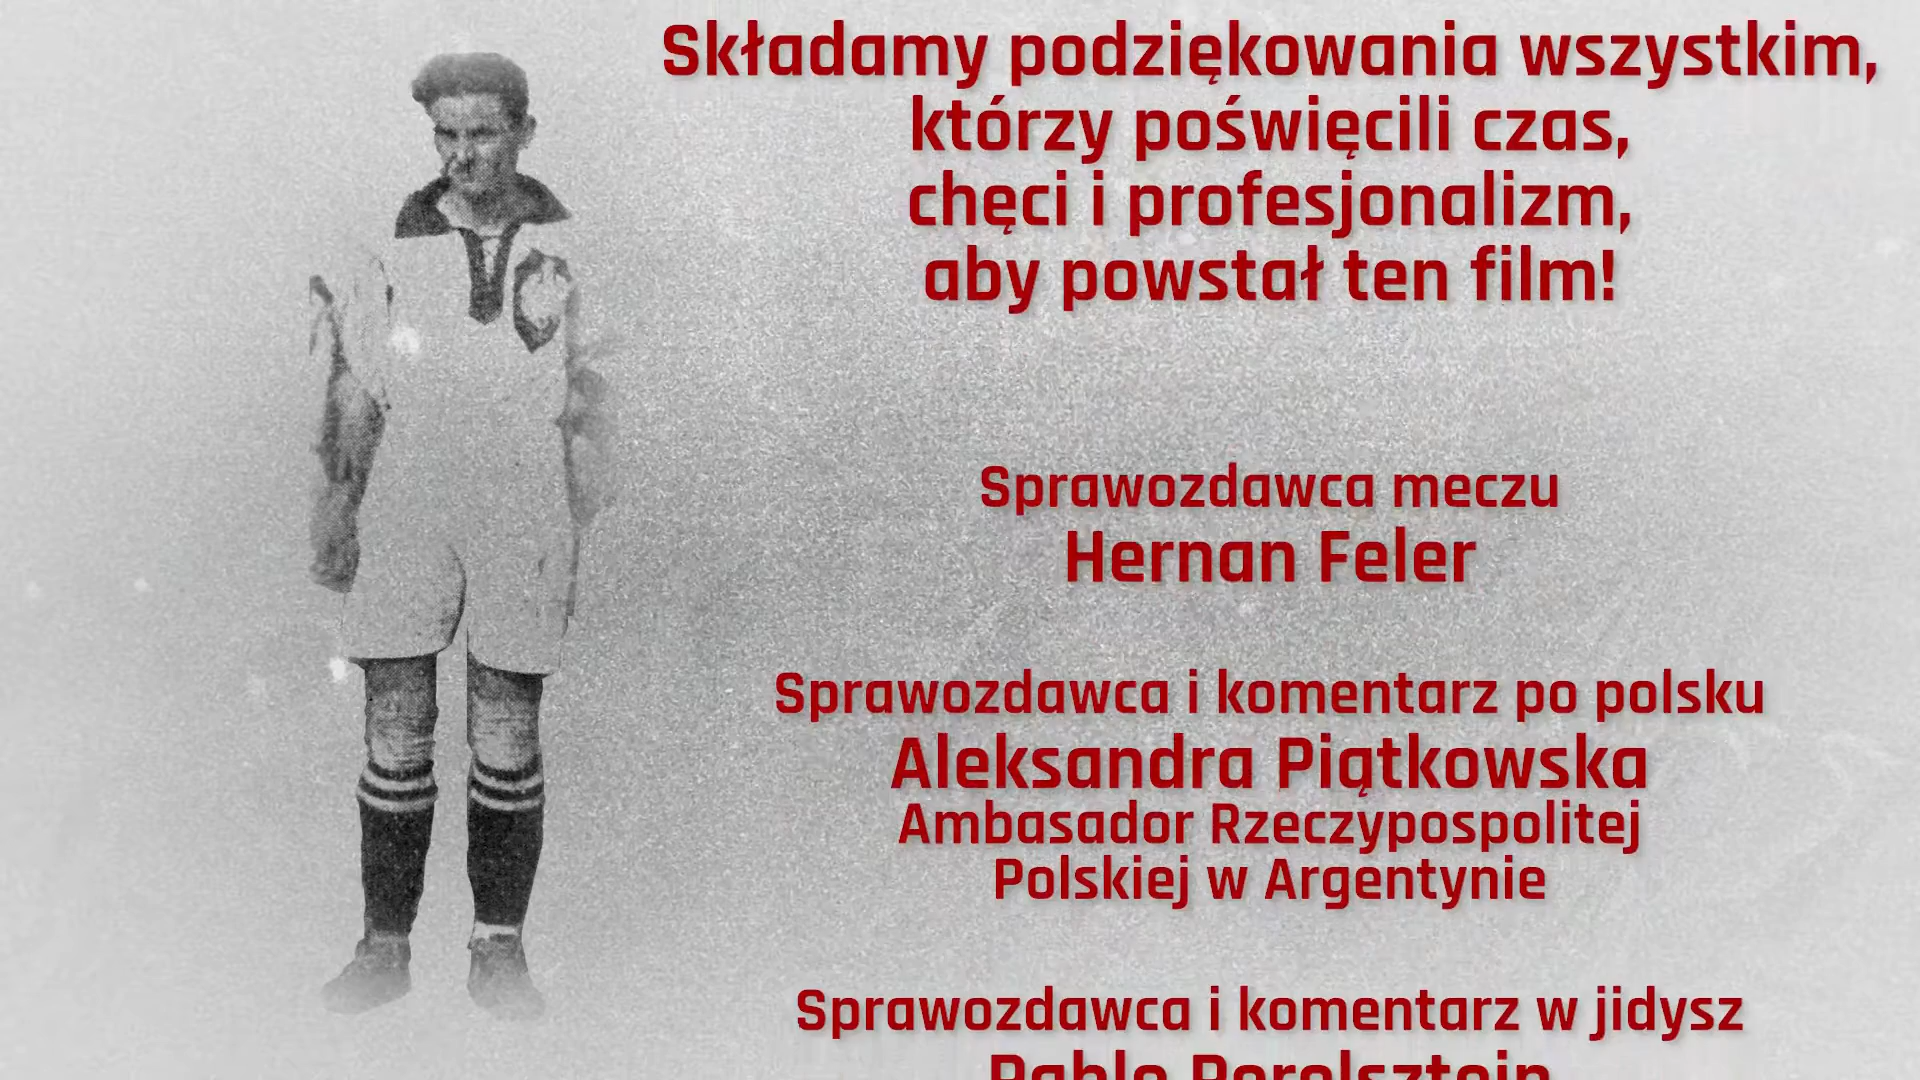 Składamy podziękowania wszystkim,
którzy poświęcili czas,
chęci i profesjonalizm,
aby powstał ten film!
Sprawozdawca meczu
Hernan Feler
Sprawozdawca i komentarz po polsku
Aleksandra Piątkowska
Ambasador Rzeczypospolitej
Polskiej w Argentynie
Sprawozdawca i komentarz w jidysz
Pablo